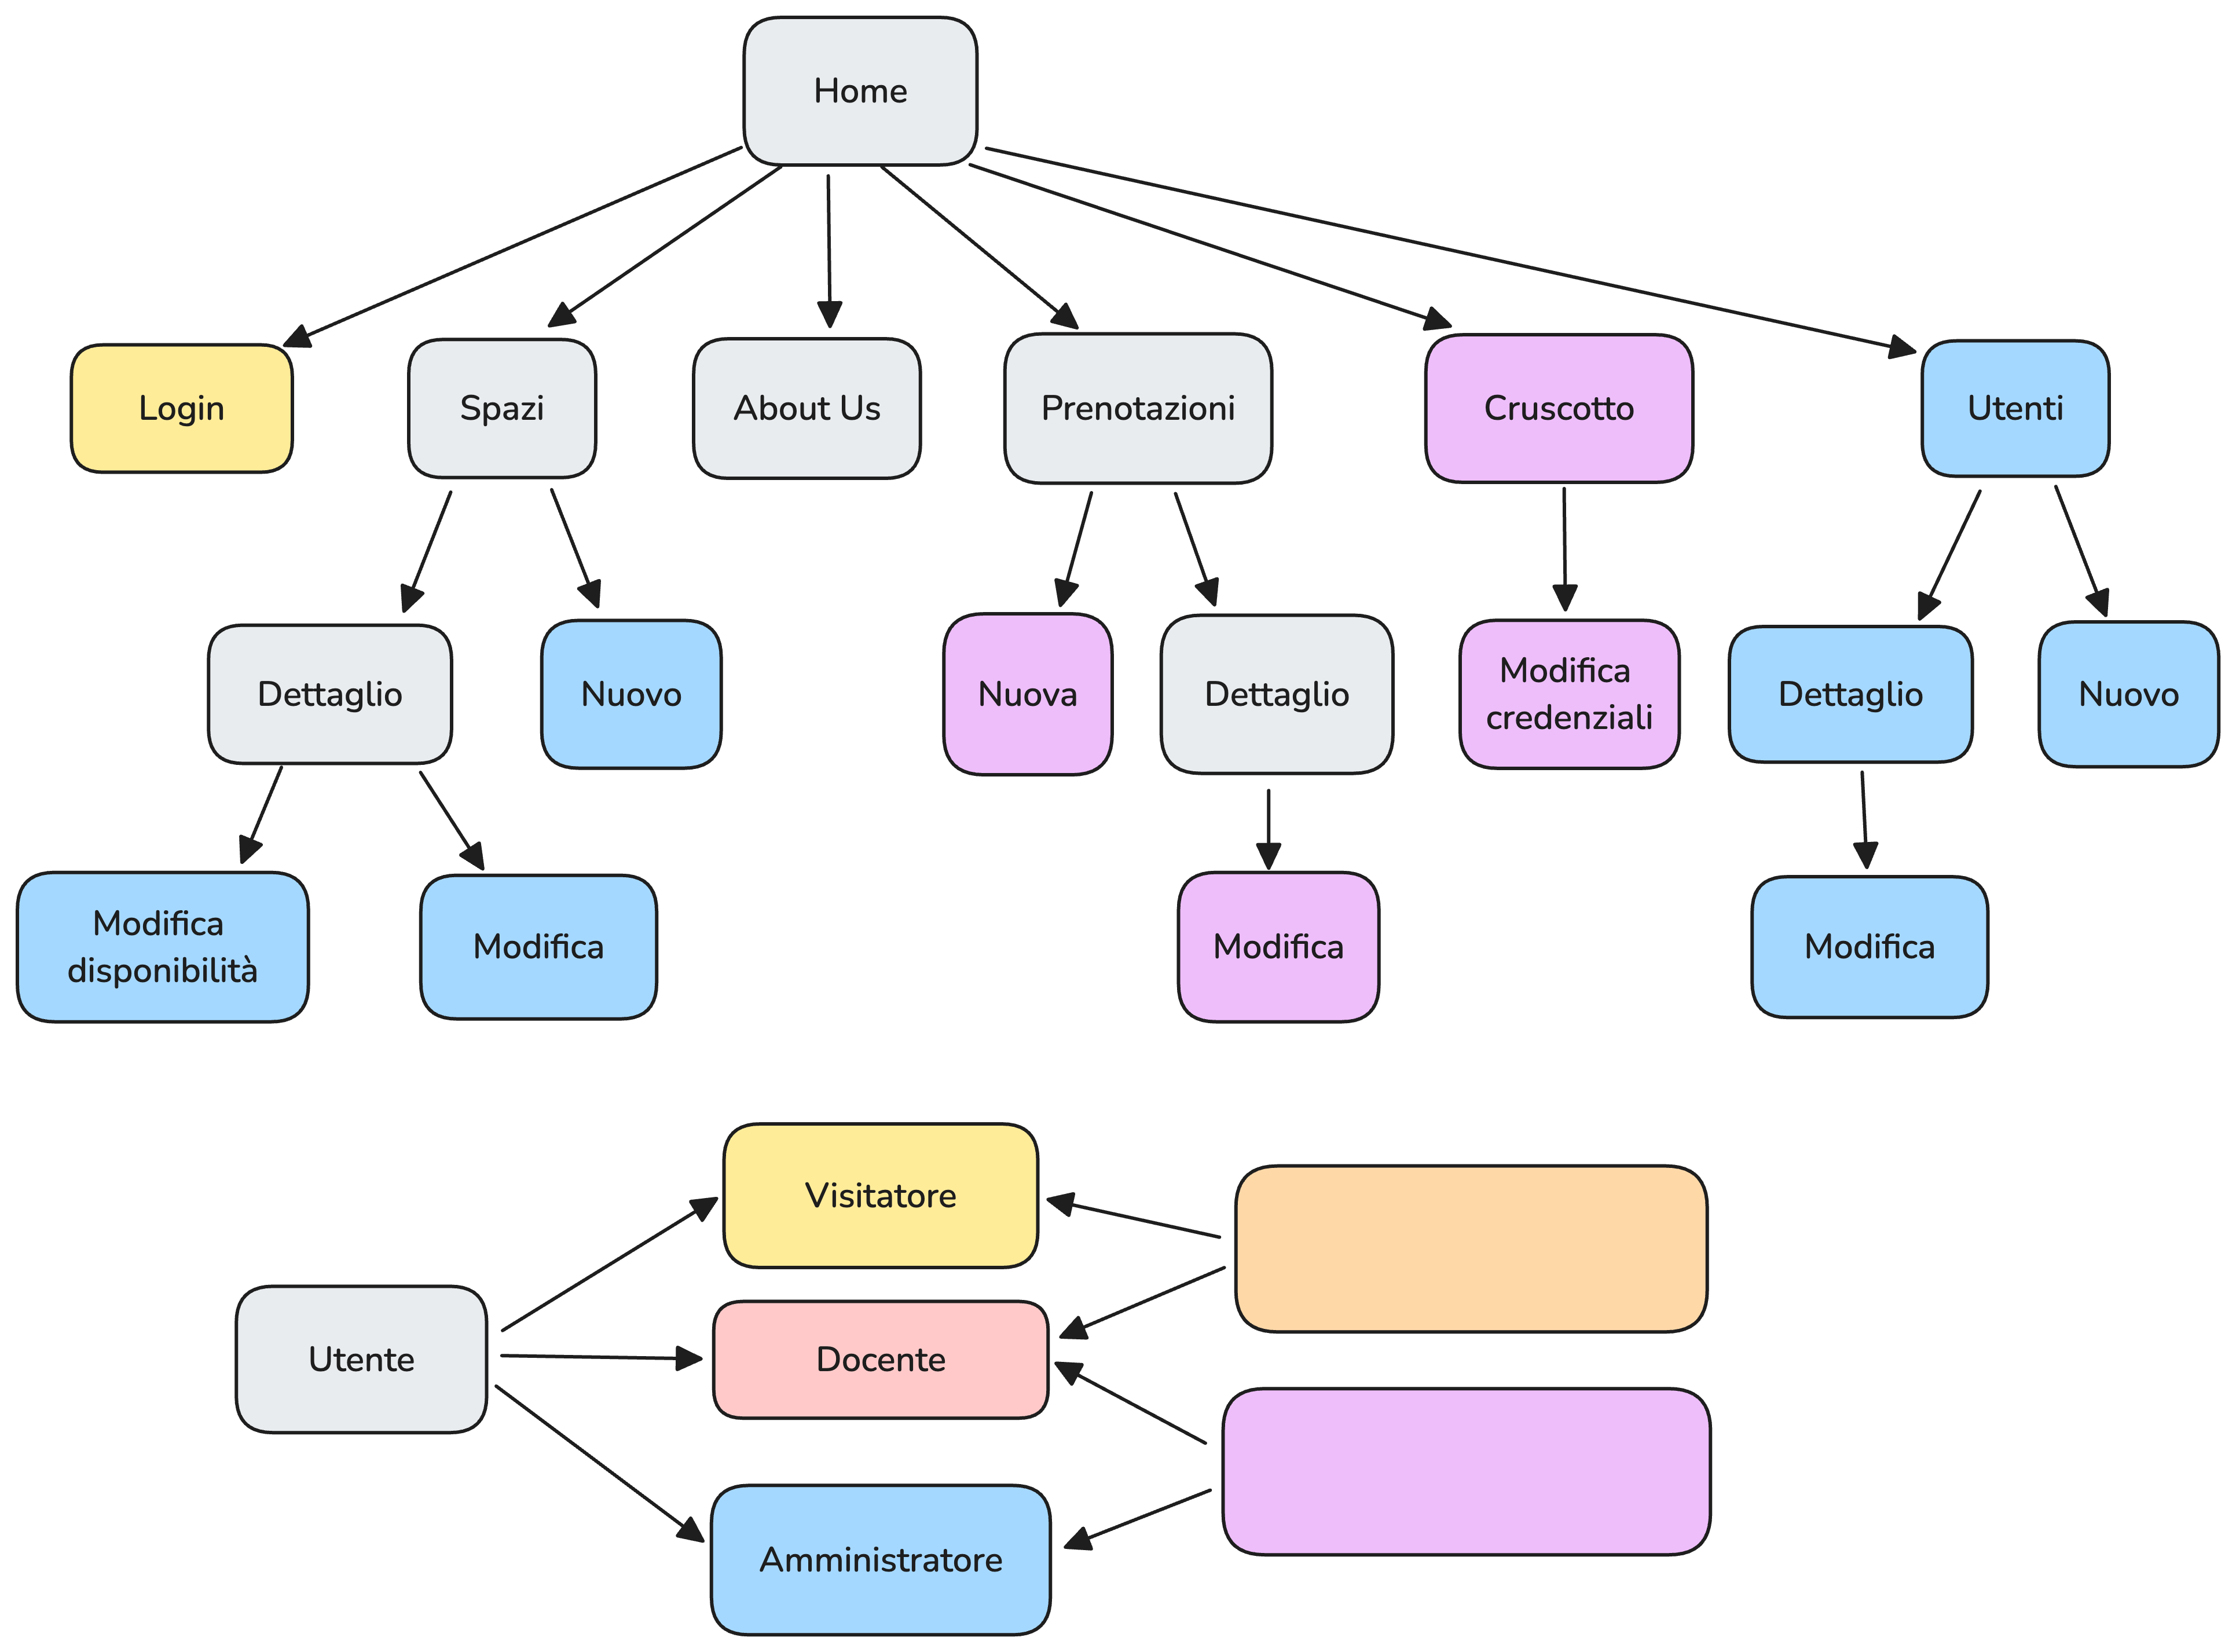 Home
Login
Spazi
About Us
Prenotazioni
Cruscotto
Utenti
Dettaglio
Nuovo
Nuova
Dettaglio
Modifica
credenziali
Dettaglio
Nuovo
Modifica
disponibilità
Modifica
Modifica
Modifica
Visitatore
Utente
Docente
Amministratore